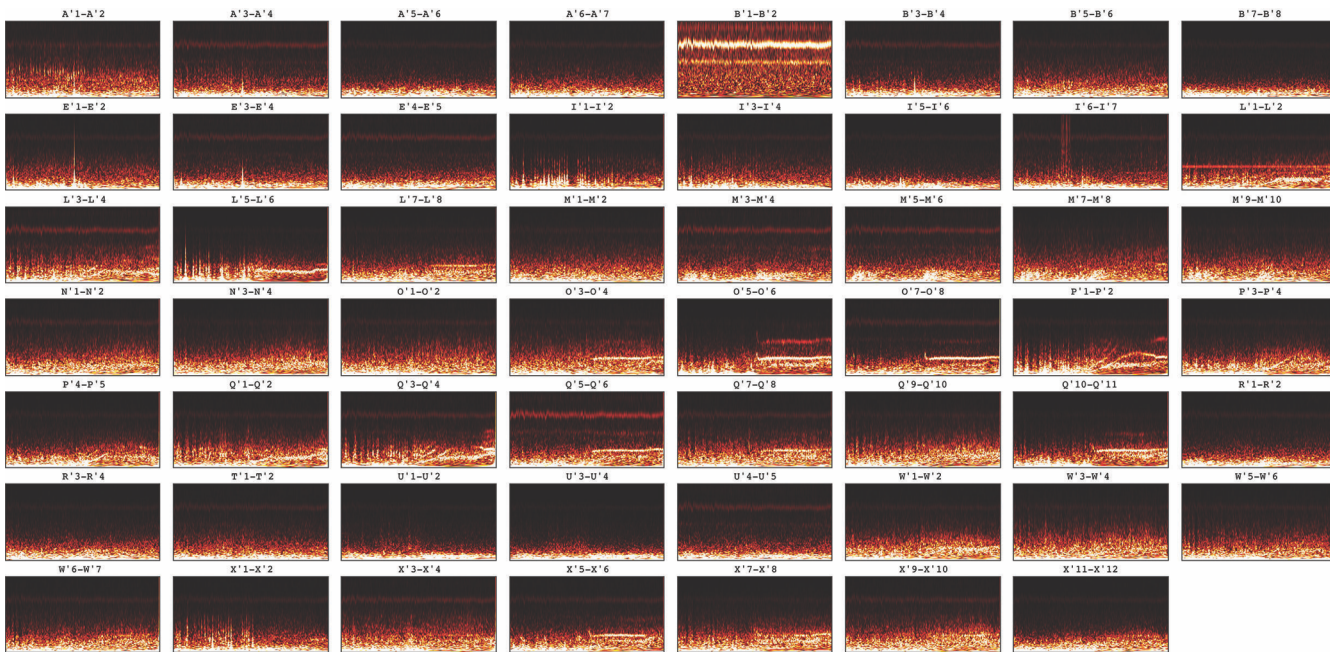 A'1-A'2 A'3-A'4 A'5-A'6 A'6-A'7 B'1-B'2 B'3-B'4 B'5-B'6 B'7-B'8
E'1-E'2 E'3-E'4 E'4-E'5 I'1-I'2 I'3-I'4 I'5-I'6 I'6-I'7 L'1-L'2
L'3-L'4 L'5-L'6 L'7-L'8 M'1-M'2 M'3-M'4 M'5-M'6 M'7-M'8 M'9-M'10
N'1-N'2 N'3-N'4 O'1-O'2 O'3-O'4 O'5-O'6 O'7-O'8 P'1-P'2 P'3-P'4
P'4-P'5 Q'1-Q'2 Q'3-Q'4 Q'5-Q'6 Q'7-Q'8 Q'9-Q'10 Q'10-Q'11 R'1-R'2
R'3-R'4 T'1-T'2 U'1-U'2 U'3-U'4 U'4-U'5 W'1-W'2 W'3-W'4 W'5-W'6
W'6-W'7 X'1-X'2 X'3-X'4 X'5-X'6 X'7-X'8 X'9-X'10 X'11-X'12